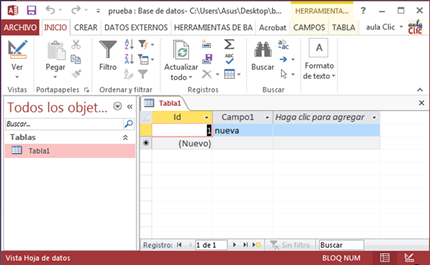 prueba : Base de datos- C:\Users\Asus\Desktop\b...
HERRAMIENTA...
?
ARCHIVO
INICIO
CREAR
DATOS EXTERNOS
HERRAMIENTAS DE BA
Acrobat
CAMPOS
TABLA
aula Clic
Ver
Pegar
Filtro
Actualizar
todo
Buscar
Formato
de texto
Vistas
Portapapeles
Ordenar y filtrar
Registros
Buscar
Todos los objet...
Buscar...
Tablas
Tabla1
Tabla1
Id
Campo1
Haga clic para agregar
1
nueva
(Nuevo)
Registro:
1 de 1
Sin filtro
Buscar
Vista Hoja de datos
BLOQ NUM